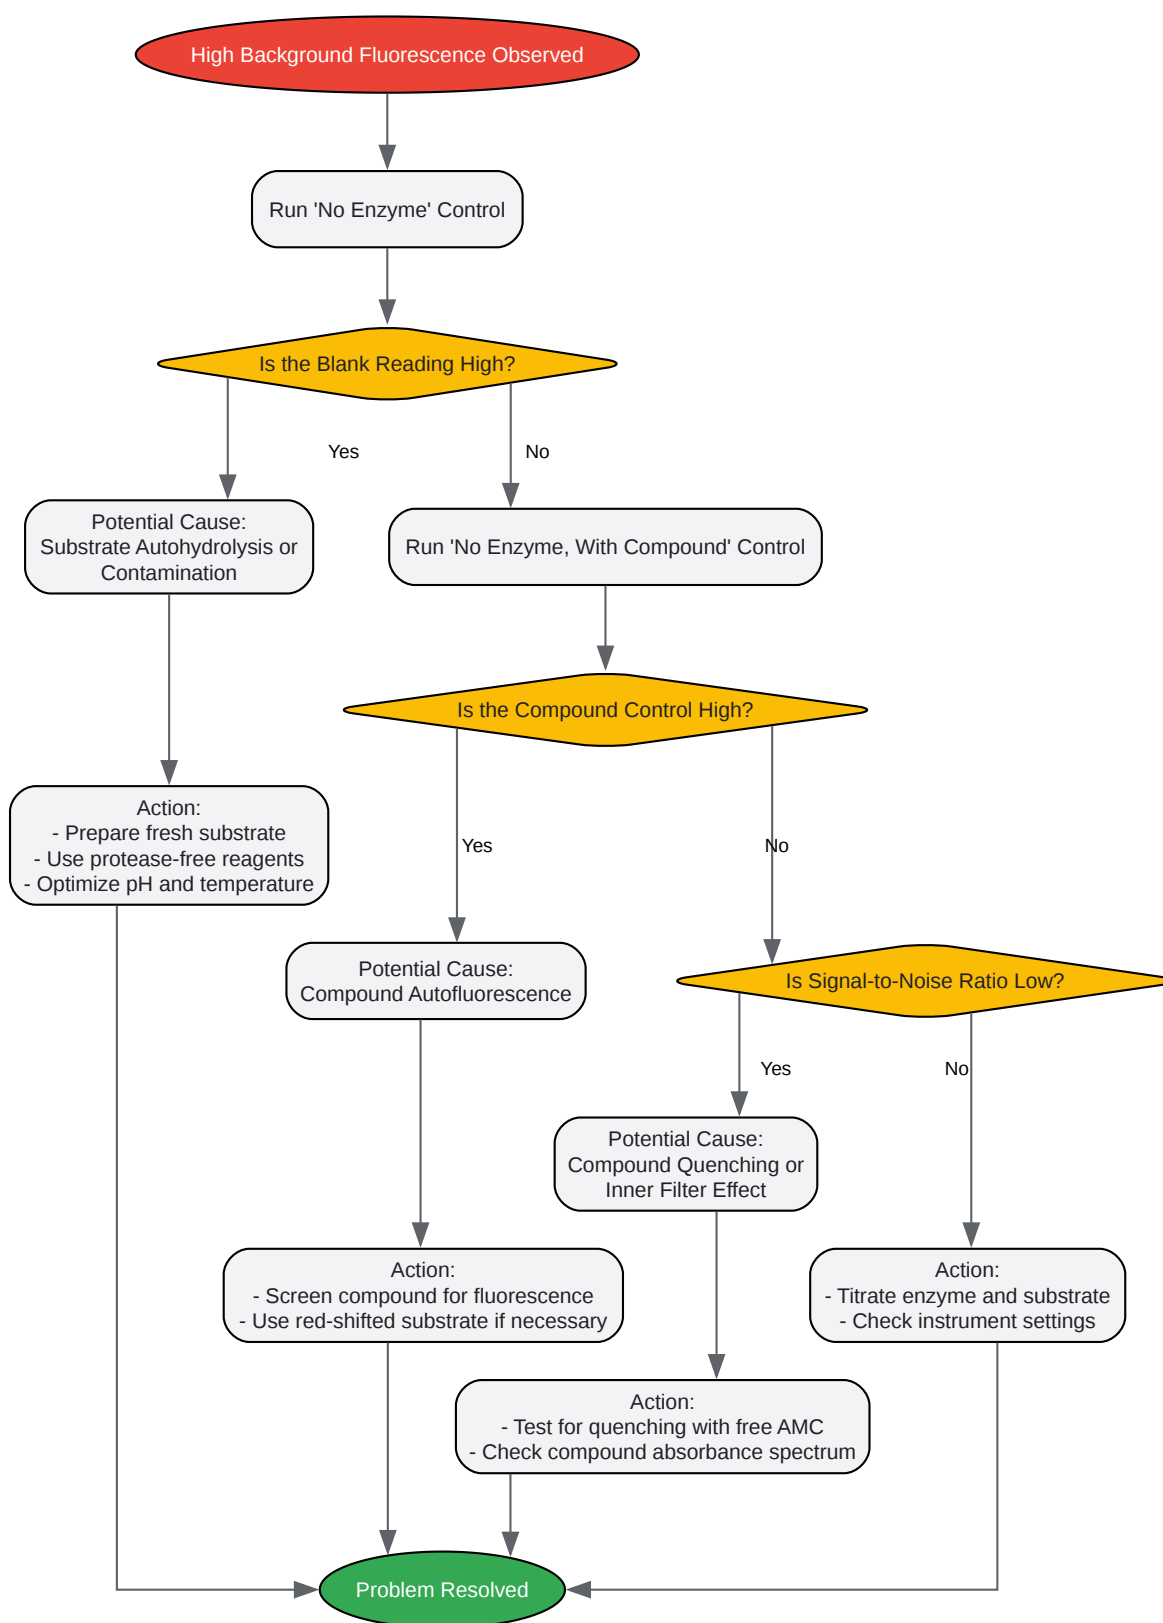 High Background Fluorescence Observed
Run 'No Enzyme' Control
Is the Blank Reading High?
Yes
No
Potential Cause:
Substrate Autohydrolysis or
Contamination
Run 'No Enzyme, With Compound' Control
Is the Compound Control High?
Action:
- Prepare fresh substrate
- Use protease-free reagents
- Optimize pH and temperature
Yes
No
Potential Cause:
Compound Autofluorescence
Is Signal-to-Noise Ratio Low?
Yes
No
Potential Cause:
Compound Quenching or
Inner Filter Effect
Action:
- Screen compound for fluorescence
- Use red-shifted substrate if necessary
Action:
- Titrate enzyme and substrate
- Check instrument settings
Action:
- Test for quenching with free AMC
- Check compound absorbance spectrum
Problem Resolved